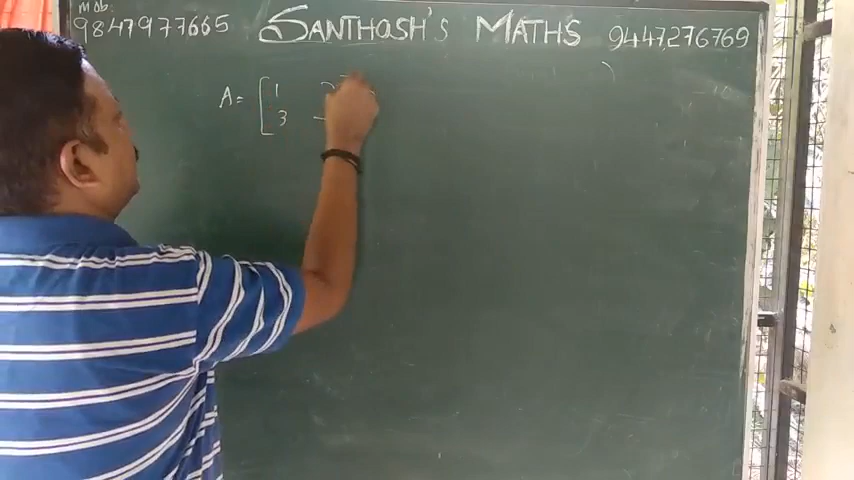 Mob
9847977665
SANTHOSH'S MATHS
9447276769
A = [ 1
3